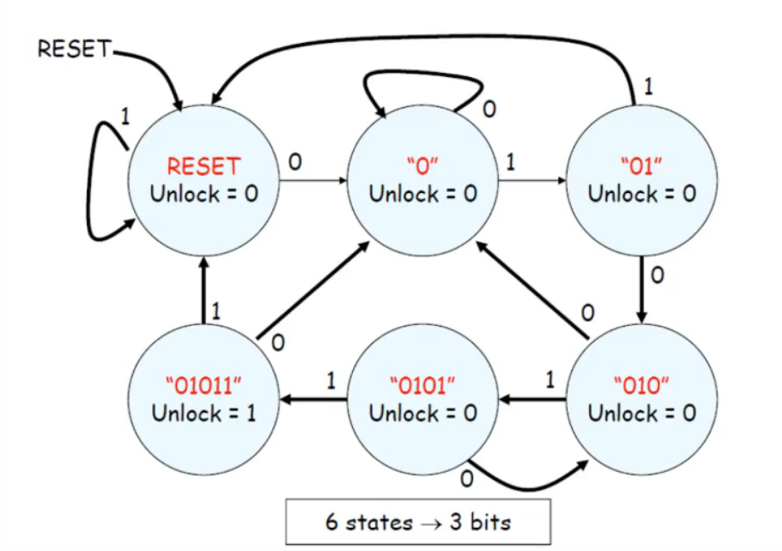 RESET
1
0
1
RESET
Unlock = 0
0
"0"
Unlock = 0
1
"01"
Unlock = 0
1
0
0
0
"01011"
Unlock = 1
1
"0101"
Unlock = 0
1
"010"
Unlock = 0
0
6 states → 3 bits